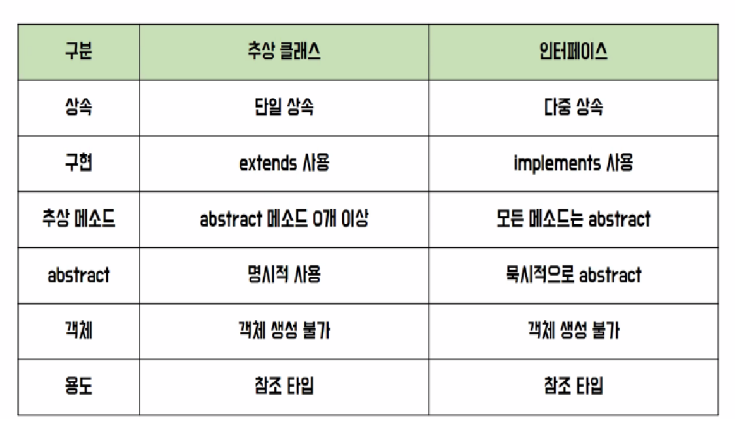 구분 추상 클래스 인터페이스
상속 단일 상속 다중 상속
구현 extends 사용 implements 사용
추상 메소드 abstract 메소드 0개 이상 모든 메소드는 abstract
abstract 명시적 사용 묵시적으로 abstract
객체 객체 생성 불가 객체 생성 불가
용도 참조 타입 참조 타입